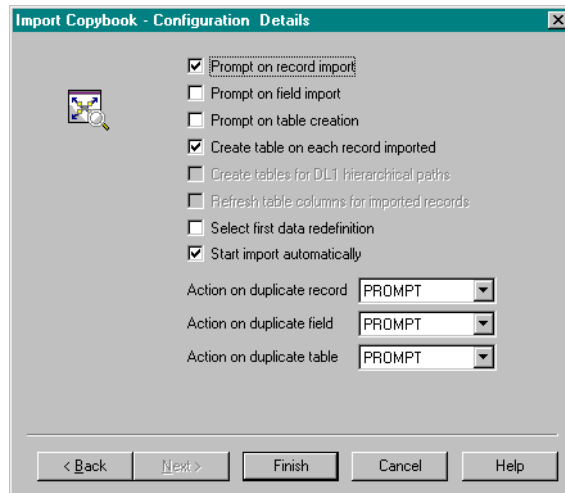 Import Copybook - Configuration Details
Prompt on record import
Prompt on field import
Prompt on table creation
Create table on each record imported
Create tables for DL1 hierarchical paths
Refresh table columns for imported records
Select first data redefinition
Start import automatically
Action on duplicate record PROMPT
Action on duplicate field PROMPT
Action on duplicate table PROMPT
< Back Next > Finish Cancel Help